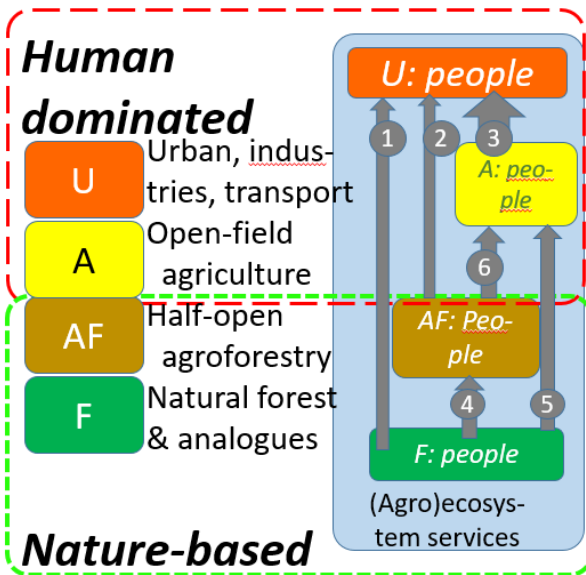 Human
dominated
U
Urban, indus-
tries, transport
A
Open-field
agriculture
AF
Half-open
agroforestry
F
Natural forest
& analogues
Nature-based
U: people
1
2
3
A: peo-
ple
6
AF: Peo-
ple
4
5
F: people
(Agro)ecosys-
tem services